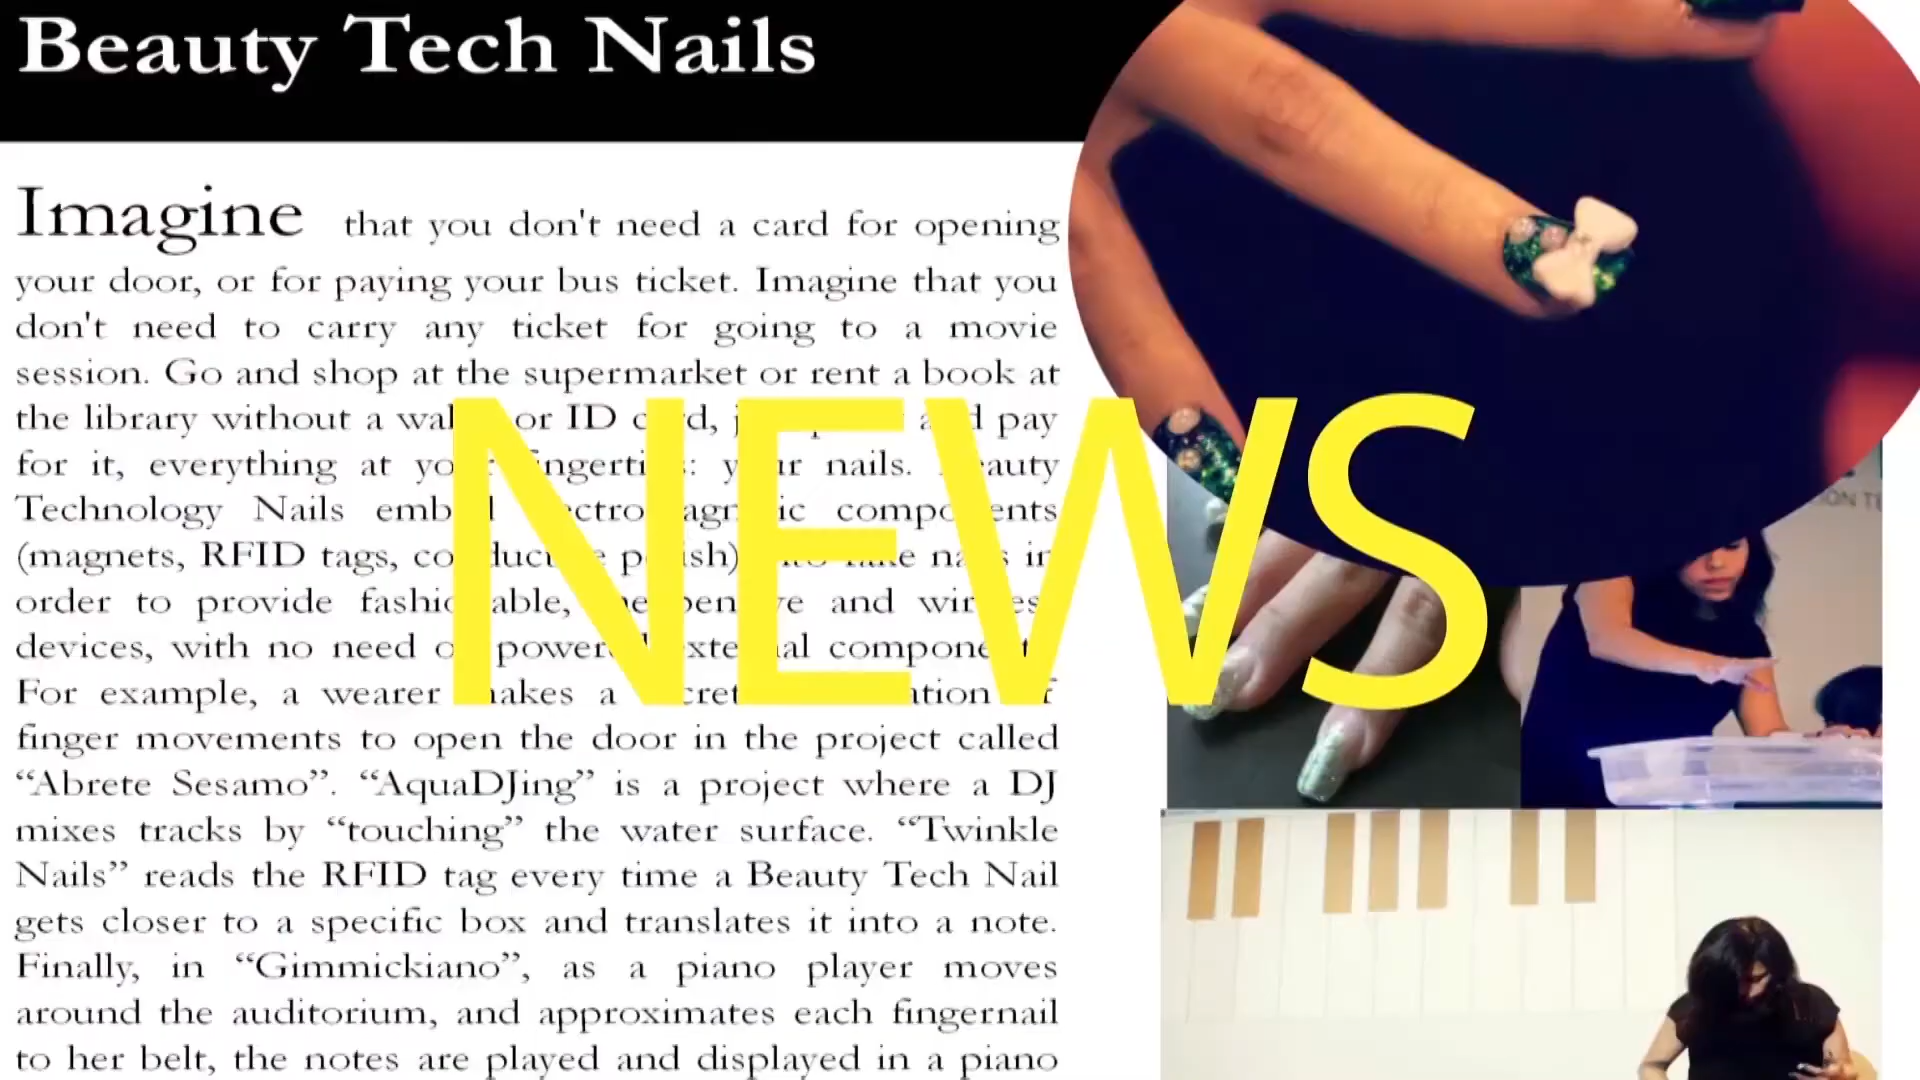 Beauty Tech Nails
Imagine that you don't need a card for opening
your door, or for paying your bus ticket. Imagine that you
don't need to carry any ticket for going to a movie
session. Go and shop at the supermarket or rent a book at
the library without a or ID pay
for it, everything at nails.
Technology Nails
(magnets, RFID tags, in
order to provide and
devices, with no need
For example, a wearer makes a
finger movements to open the door in the project called
“Abrete Sesamo”. “AquaDJing” is a project where a DJ
mixes tracks by “touching” the water surface. “Twinkle
Nails” reads the RFID tag every time a Beauty Tech Nail
gets closer to a specific box and translates it into a note.
Finally, in “Gimmickiano”, as a piano player moves
around the auditorium, and approximates each fingernail
to her belt, the notes are played and displayed in a piano
NEWS